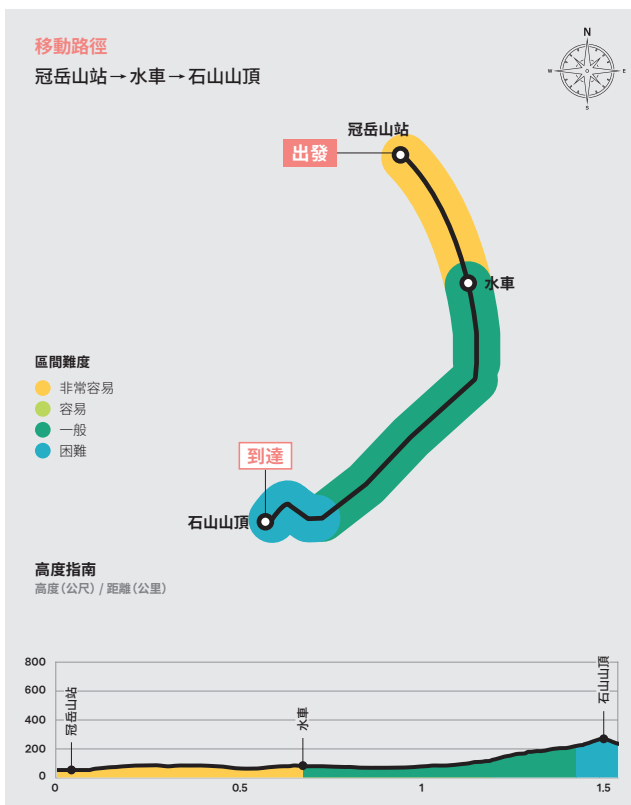 移動路徑
冠岳山站→水車→石山山頂
N
W
E
S
冠岳山站
出發
水車
區間難度
非常容易
容易
一般
困難
到達
石山山頂
高度指南
高度(公尺) / 距離(公里)
800
600
400
200
0
冠岳山站
水車
石山山頂
0
0.5
1
1.5